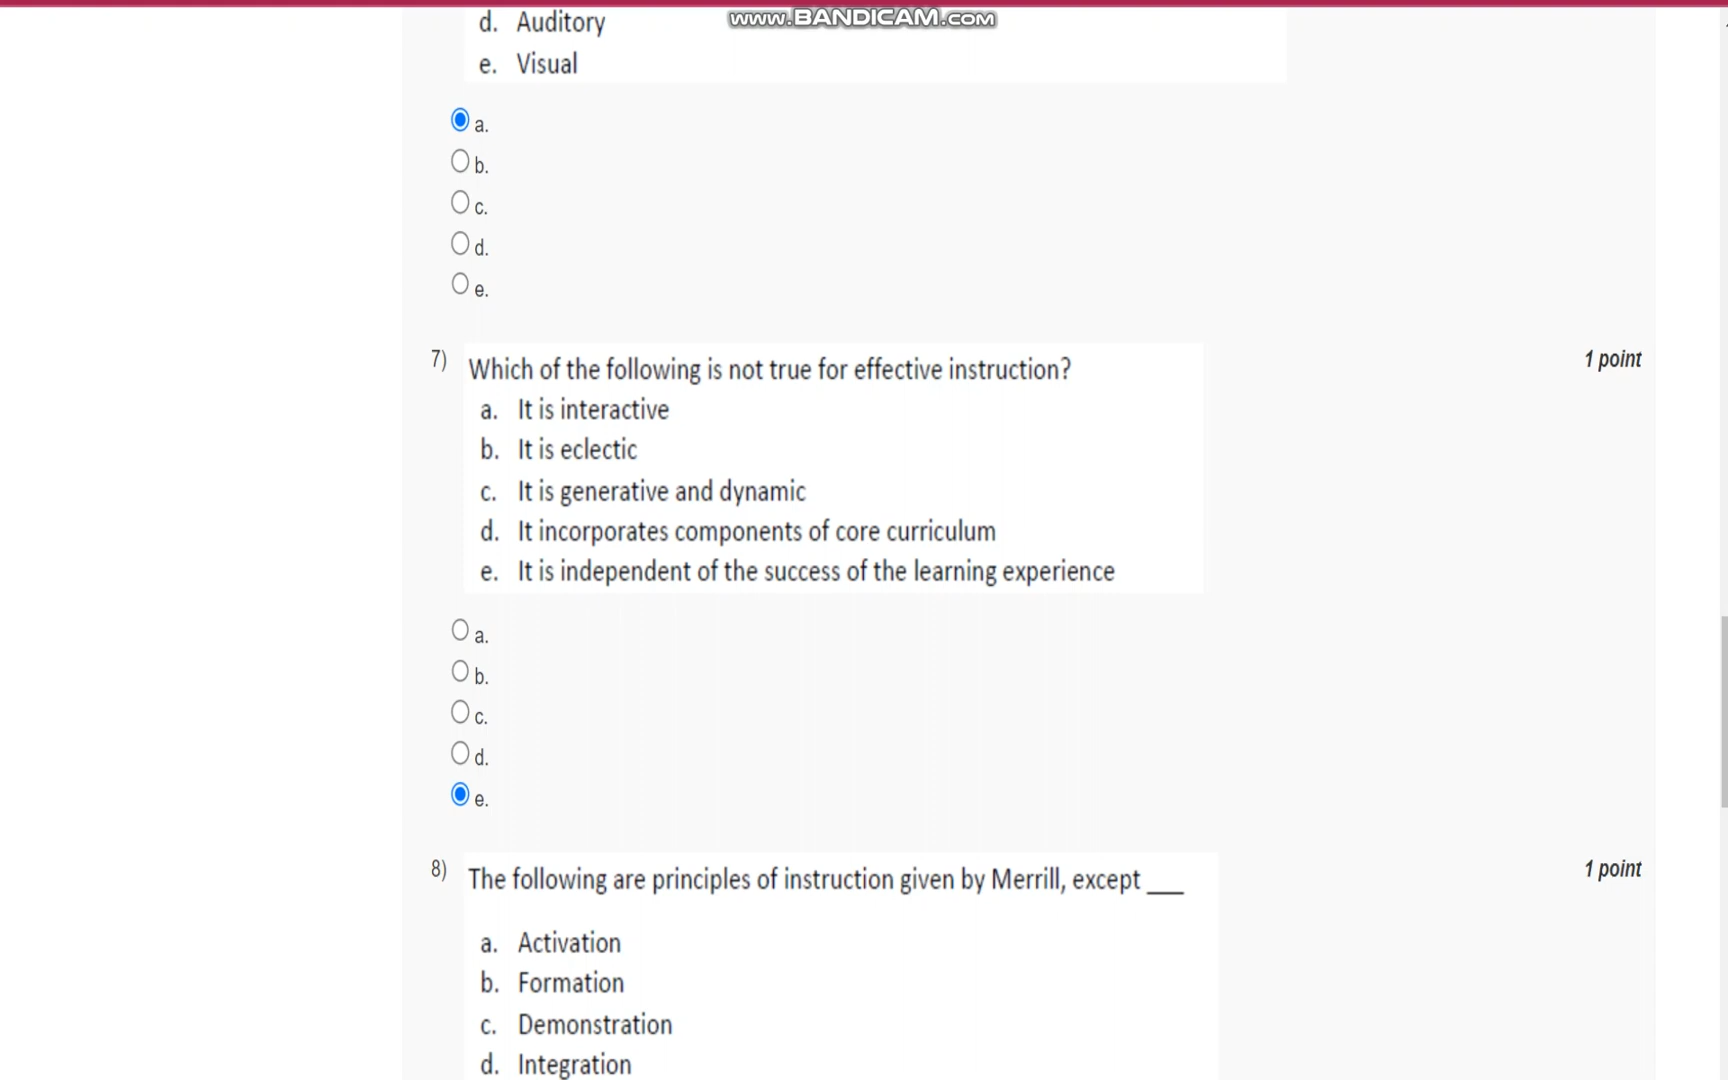 www.BANDICAM.com
d. Auditory
e. Visual
a.
b.
c.
d.
e.
7) Which of the following is not true for effective instruction? 1 point
a. It is interactive
b. It is eclectic
c. It is generative and dynamic
d. It incorporates components of core curriculum
e. It is independent of the success of the learning experience
a.
b.
c.
d.
e.
8) The following are principles of instruction given by Merrill, except ___ 1 point
a. Activation
b. Formation
c. Demonstration
d. Integration